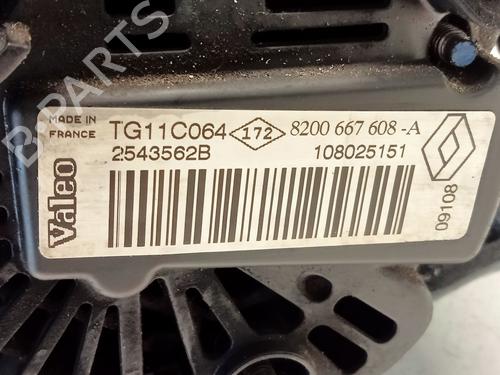 B-PARTS
MADE IN
FRANCE
TG11C064 172 8200 667 608 -A
2543562B 108025151
Valeo
09108